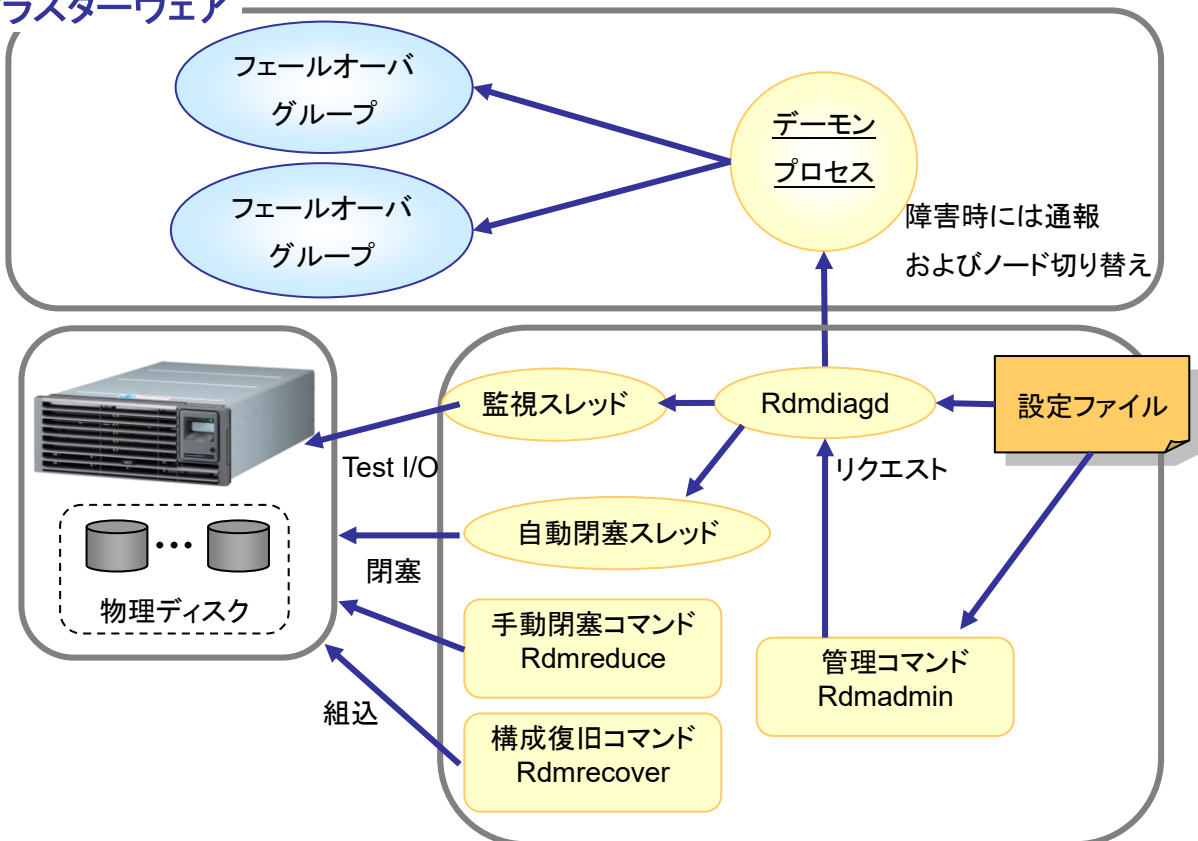 ラスターウェア
フェールオーバ
グループ
フェールオーバ
グループ
デーモン
プロセス
障害時には通報
およびノード切り替え
監視スレッド
Rdmdiagd
設定ファイル
Test I/O
リクエスト
自動閉塞スレッド
閉塞
物理ディスク
手動閉塞コマンド
Rdmreduce
管理コマンド
Rdmadmin
組込
構成復旧コマンド
Rdmrecover